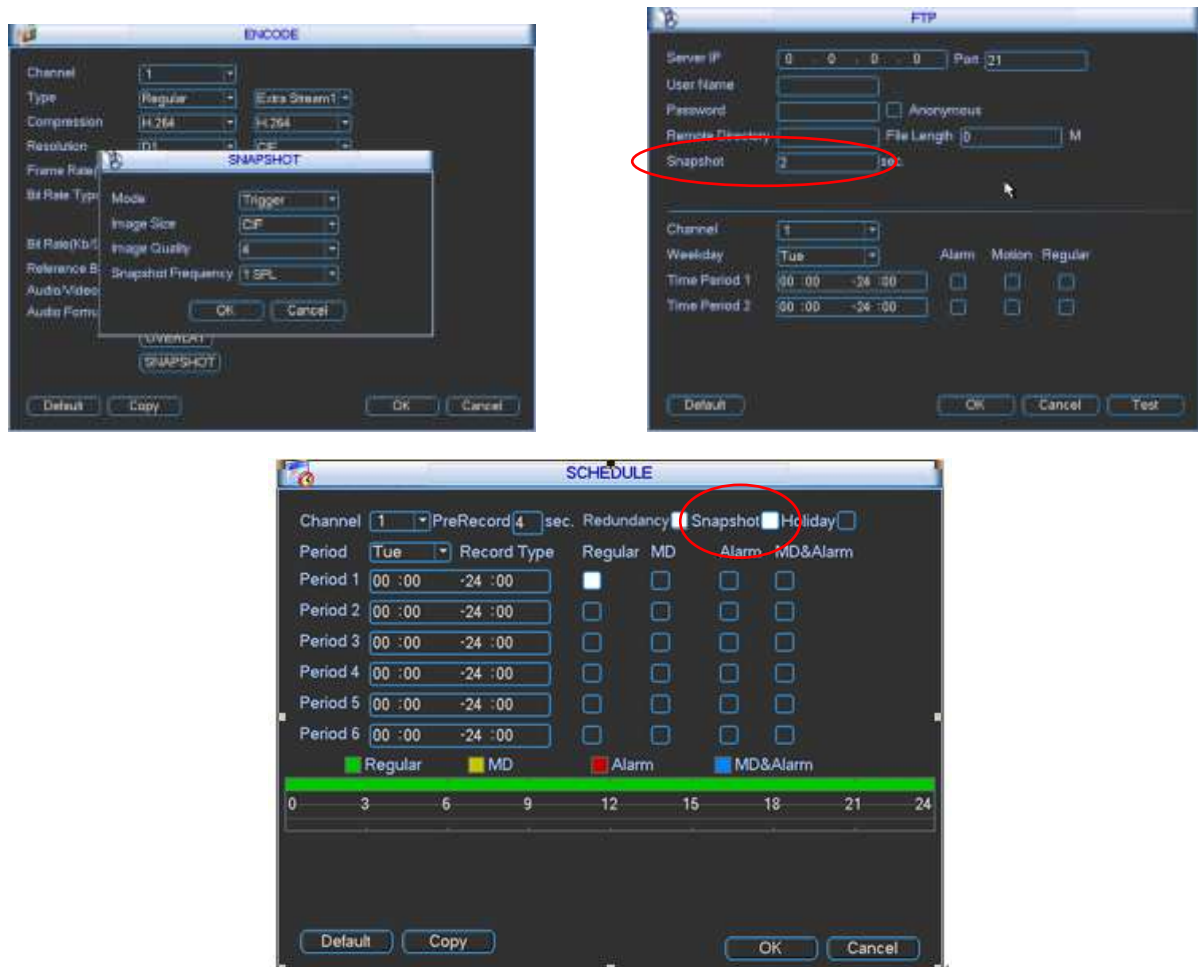 ENCODE
Channel 1
Type Regular Extra Stream1
Compression H.264 H.264
Resolution D1 CIF
Frame Rate
Bit Rate Type
Bit Rate(Kb/
Reference B
Audio/Video
Audio Form
SNAPSHOT
Mode Trigger
Image Size CIF
Image Quality 4
Snapshot Frequency 1 SPL
OK Cancel
OVERLAY
SNAPSHOT
Default Copy OK Cancel
FTP
Server IP 0 . 0 . 0 . 0 Port 21
User Name
Password Anonymous
Remote Directory File Length 0 M
Snapshot 2 sec.
Channel 1
Weekday Tue Alarm Motion Regular
Time Period 1 00 :00 -24 :00
Time Period 2 00 :00 -24 :00
Default OK Cancel Test
SCHEDULE
Channel 1 PreRecord 4 sec. Redundancy Snapshot Holiday
Period Tue Record Type Regular MD Alarm MD&Alarm
Period 1 00 :00 -24 :00
Period 2 00 :00 -24 :00
Period 3 00 :00 -24 :00
Period 4 00 :00 -24 :00
Period 5 00 :00 -24 :00
Period 6 00 :00 -24 :00
Regular MD Alarm MD&Alarm
0 3 6 9 12 15 18 21 24
Default Copy OK Cancel